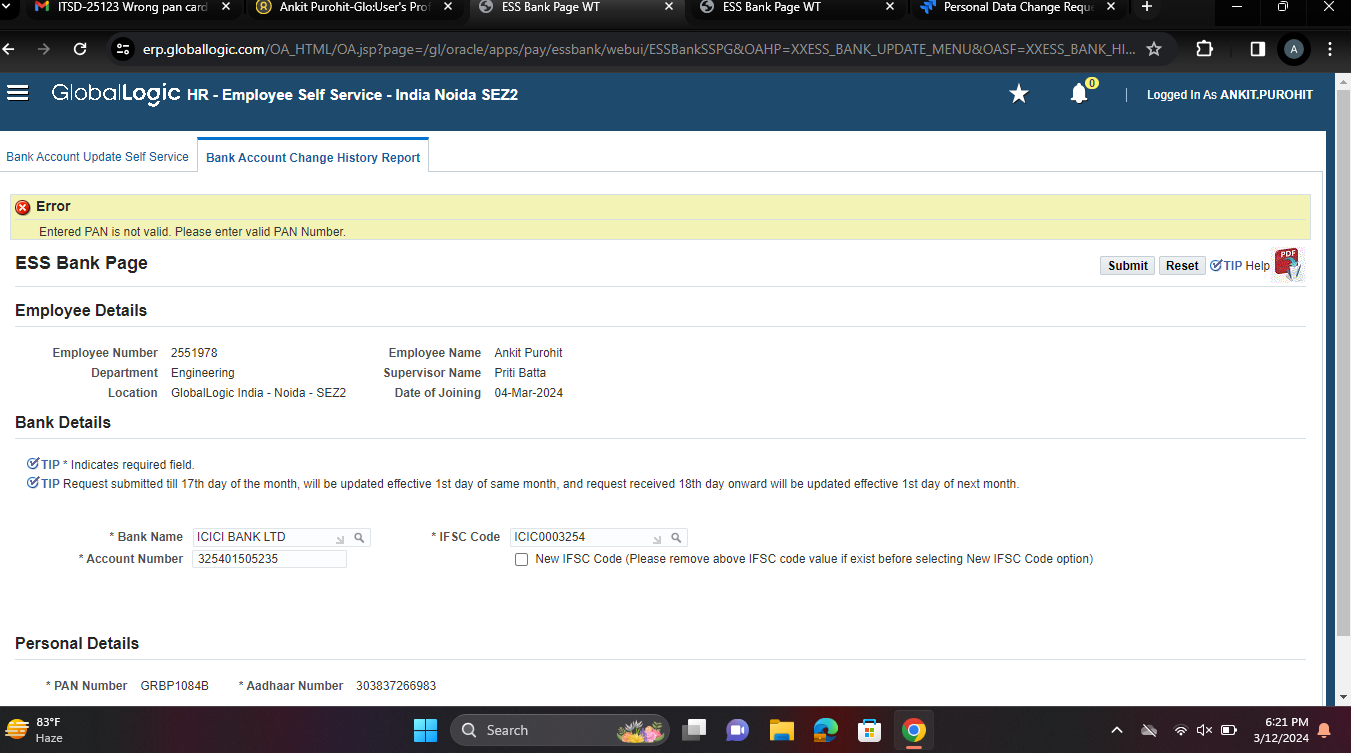 ITSD-25123 Wrong pan card
Ankit Purohit-Glo:User's Prof
ESS Bank Page WT
ESS Bank Page WT
Personal Data Change Reque
erp.globallogic.com/OA_HTML/OA.jsp?page=/gl/oracle/apps/pay/essbank/webui/ESSBankSSPG&OAHP=XXESS_BANK_UPDATE_MENU&OASF=XXESS_BANK_HI...
A
GlobalLogic HR - Employee Self Service - India Noida SEZ2
0
Logged In As ANKIT.PUROHIT
Bank Account Update Self Service
Bank Account Change History Report
Error
Entered PAN is not valid. Please enter valid PAN Number.
ESS Bank Page
Submit Reset TIP Help PDF
Employee Details
Employee Number 2551978 Employee Name Ankit Purohit
Department Engineering Supervisor Name Priti Batta
Location GlobalLogic India - Noida - SEZ2 Date of Joining 04-Mar-2024
Bank Details
TIP * Indicates required field.
TIP Request submitted till 17th day of the month, will be updated effective 1st day of same month, and request received 18th day onward will be updated effective 1st day of next month.
* Bank Name ICICI BANK LTD * IFSC Code ICIC0003254
* Account Number 325401505235 New IFSC Code (Please remove above IFSC code value if exist before selecting New IFSC Code option)
Personal Details
* PAN Number GRBP1084B * Aadhaar Number 303837266983
83°F
Haze
Search
6:21 PM
3/12/2024